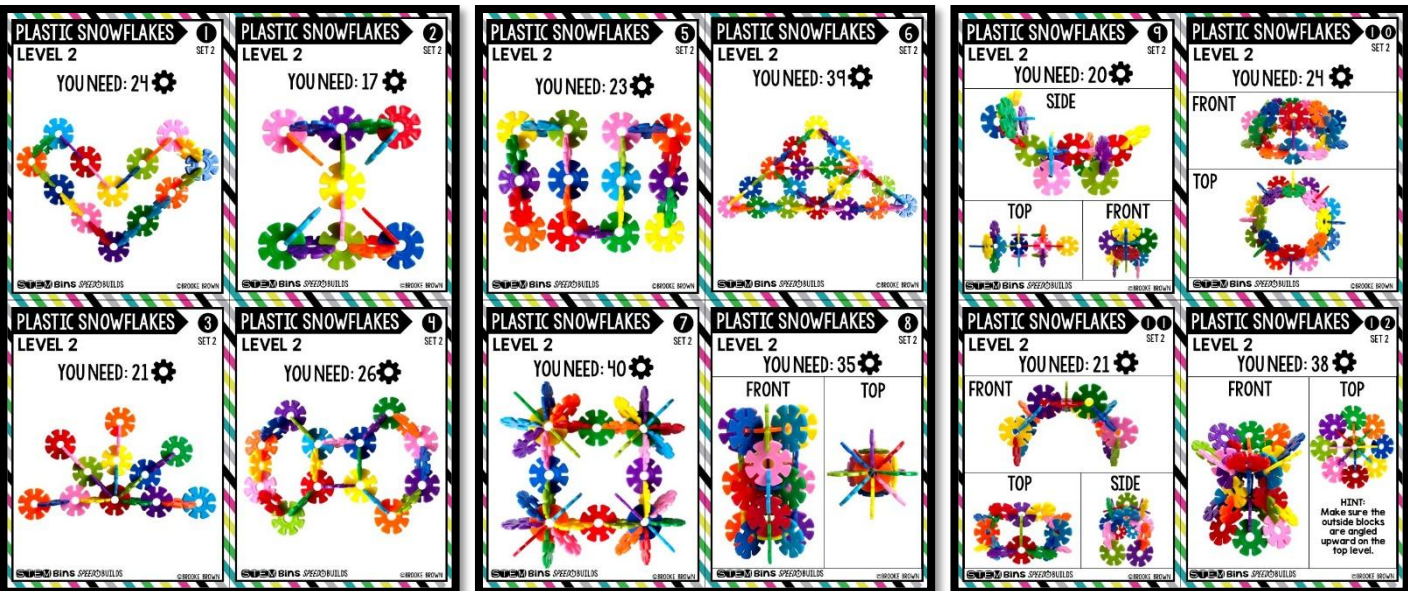 PLASTIC SNOWFLAKES 1
SET 2
LEVEL 2
YOU NEED: 24
STEM Bins SPEED BUILDS ©BROOKE BROWN
PLASTIC SNOWFLAKES 2
SET 2
LEVEL 2
YOU NEED: 17
STEM Bins SPEED BUILDS ©BROOKE BROWN
PLASTIC SNOWFLAKES 3
SET 2
LEVEL 2
YOU NEED: 21
STEM Bins SPEED BUILDS ©BROOKE BROWN
PLASTIC SNOWFLAKES 4
SET 2
LEVEL 2
YOU NEED: 26
STEM Bins SPEED BUILDS ©BROOKE BROWN
PLASTIC SNOWFLAKES 5
SET 2
LEVEL 2
YOU NEED: 23
STEM Bins SPEED BUILDS ©BROOKE BROWN
PLASTIC SNOWFLAKES 6
SET 2
LEVEL 2
YOU NEED: 39
STEM Bins SPEED BUILDS ©BROOKE BROWN
PLASTIC SNOWFLAKES 7
SET 2
LEVEL 2
YOU NEED: 40
STEM Bins SPEED BUILDS ©BROOKE BROWN
PLASTIC SNOWFLAKES 8
SET 2
LEVEL 2
YOU NEED: 35
FRONT TOP
STEM Bins SPEED BUILDS ©BROOKE BROWN
PLASTIC SNOWFLAKES 9
SET 2
LEVEL 2
YOU NEED: 20
SIDE
TOP FRONT
STEM Bins SPEED BUILDS ©BROOKE BROWN
PLASTIC SNOWFLAKES 10
SET 2
LEVEL 2
YOU NEED: 24
FRONT
TOP
STEM Bins SPEED BUILDS ©BROOKE BROWN
PLASTIC SNOWFLAKES 11
SET 2
LEVEL 2
YOU NEED: 21
FRONT
TOP SIDE
STEM Bins SPEED BUILDS ©BROOKE BROWN
PLASTIC SNOWFLAKES 12
SET 2
LEVEL 2
YOU NEED: 38
FRONT TOP
HINT:
Make sure the
outside blocks
are angled
upward on the
top level.
STEM Bins SPEED BUILDS ©BROOKE BROWN